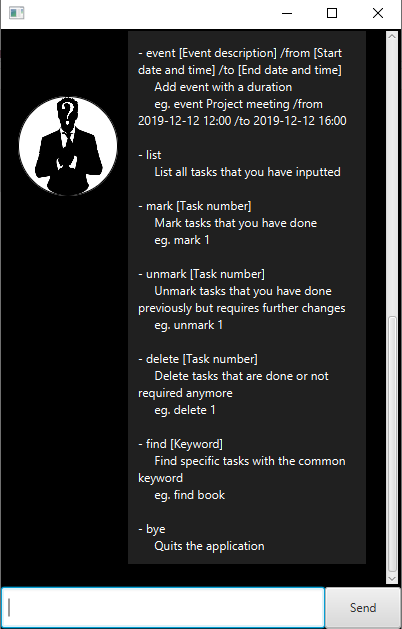 - event [Event description] /from [Start
date and time] /to [End date and time]
Add event with a duration
eg. event Project meeting /from
2019-12-12 12:00 /to 2019-12-12 16:00
- list
List all tasks that you have inputted
- mark [Task number]
Mark tasks that you have done
eg. mark 1
- unmark [Task number]
Unmark tasks that you have done
previously but requires further changes
eg. unmark 1
- delete [Task number]
Delete tasks that are done or not
required anymore
eg. delete 1
- find [Keyword]
Find specific tasks with the common
keyword
eg. find book
- bye
Quits the application
Send